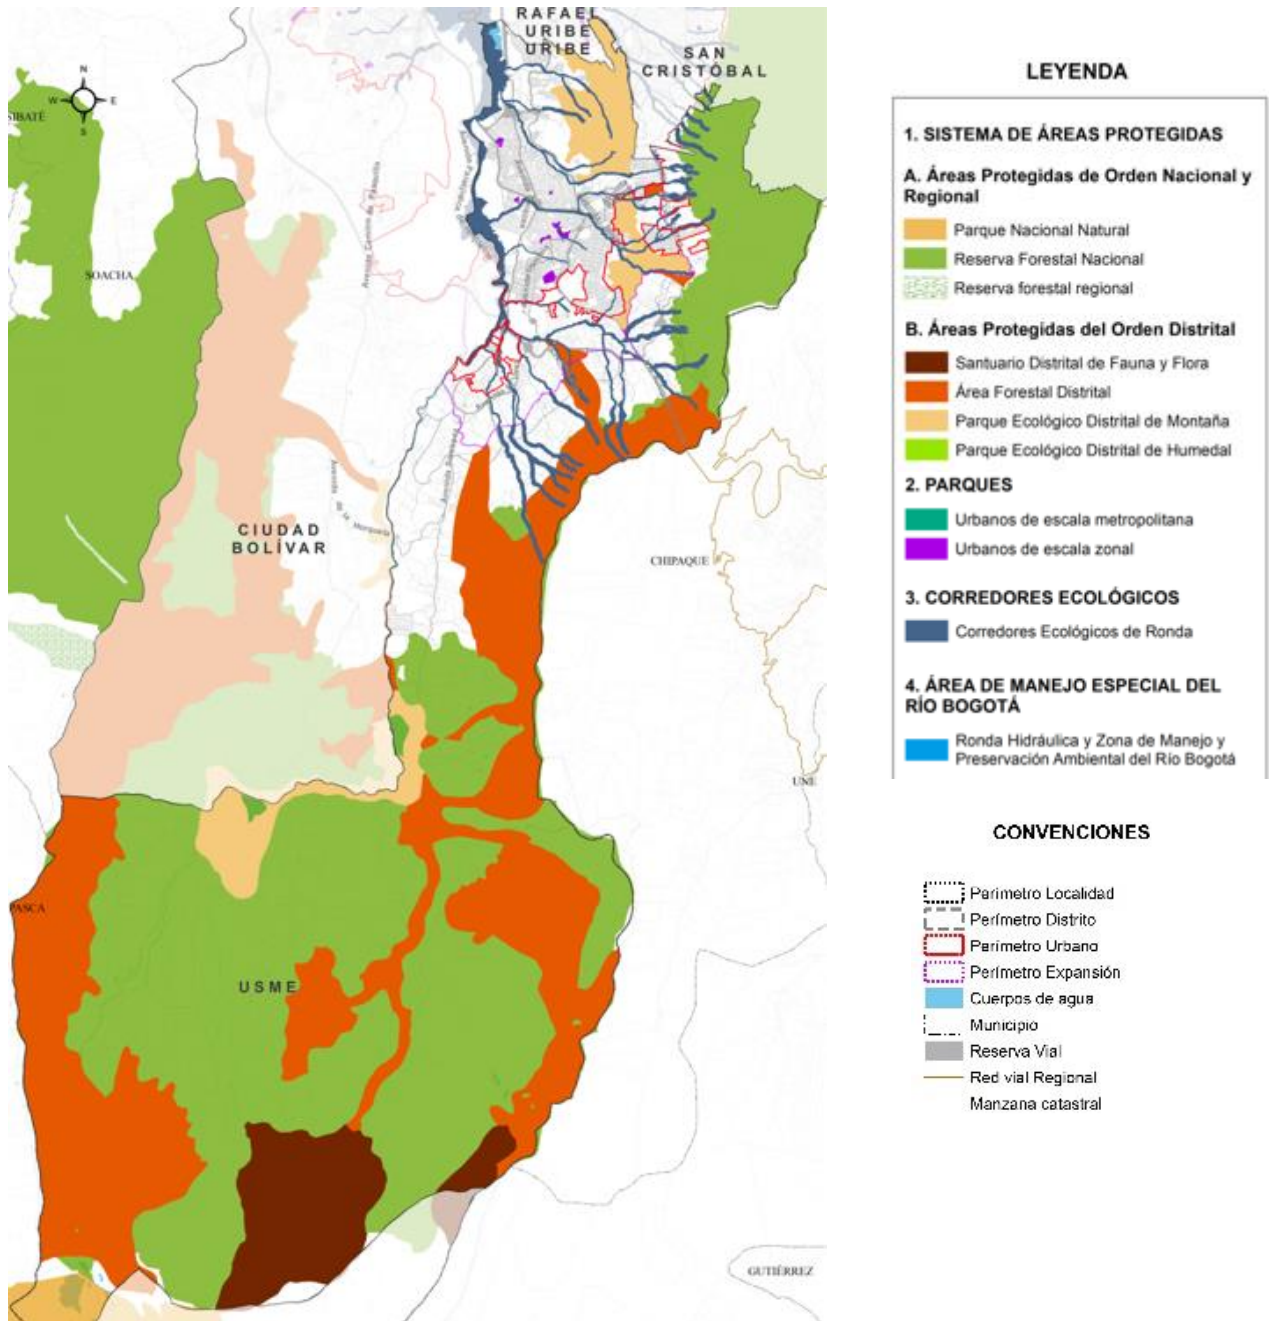 RAFAEL
URIBE
URIBE
SAN
CRISTÓBAL
N
W
E
S
SIBATÉ
SOACHA
Avenida Camino de Pasquilla
CIUDAD
BOLÍVAR
CHIPAQUE
UNE
PASCA
USME
GUTIÉRREZ
LEYENDA
1. SISTEMA DE ÁREAS PROTEGIDAS
A. Áreas Protegidas de Orden Nacional y
Regional
Parque Nacional Natural
Reserva Forestal Nacional
Reserva forestal regional
B. Áreas Protegidas del Orden Distrital
Santuario Distrital de Fauna y Flora
Área Forestal Distrital
Parque Ecológico Distrital de Montaña
Parque Ecológico Distrital de Humedal
2. PARQUES
Urbanos de escala metropolitana
Urbanos de escala zonal
3. CORREDORES ECOLÓGICOS
Corredores Ecológicos de Ronda
4. ÁREA DE MANEJO ESPECIAL DEL
RÍO BOGOTÁ
Ronda Hidráulica y Zona de Manejo y
Preservación Ambiental del Río Bogotá
CONVENCIONES
Perímetro Localidad
Perímetro Distrito
Perímetro Urbano
Perímetro Expansión
Cuerpos de agua
Municipio
Reserva Vial
Red vial Regional
Manzana catastral